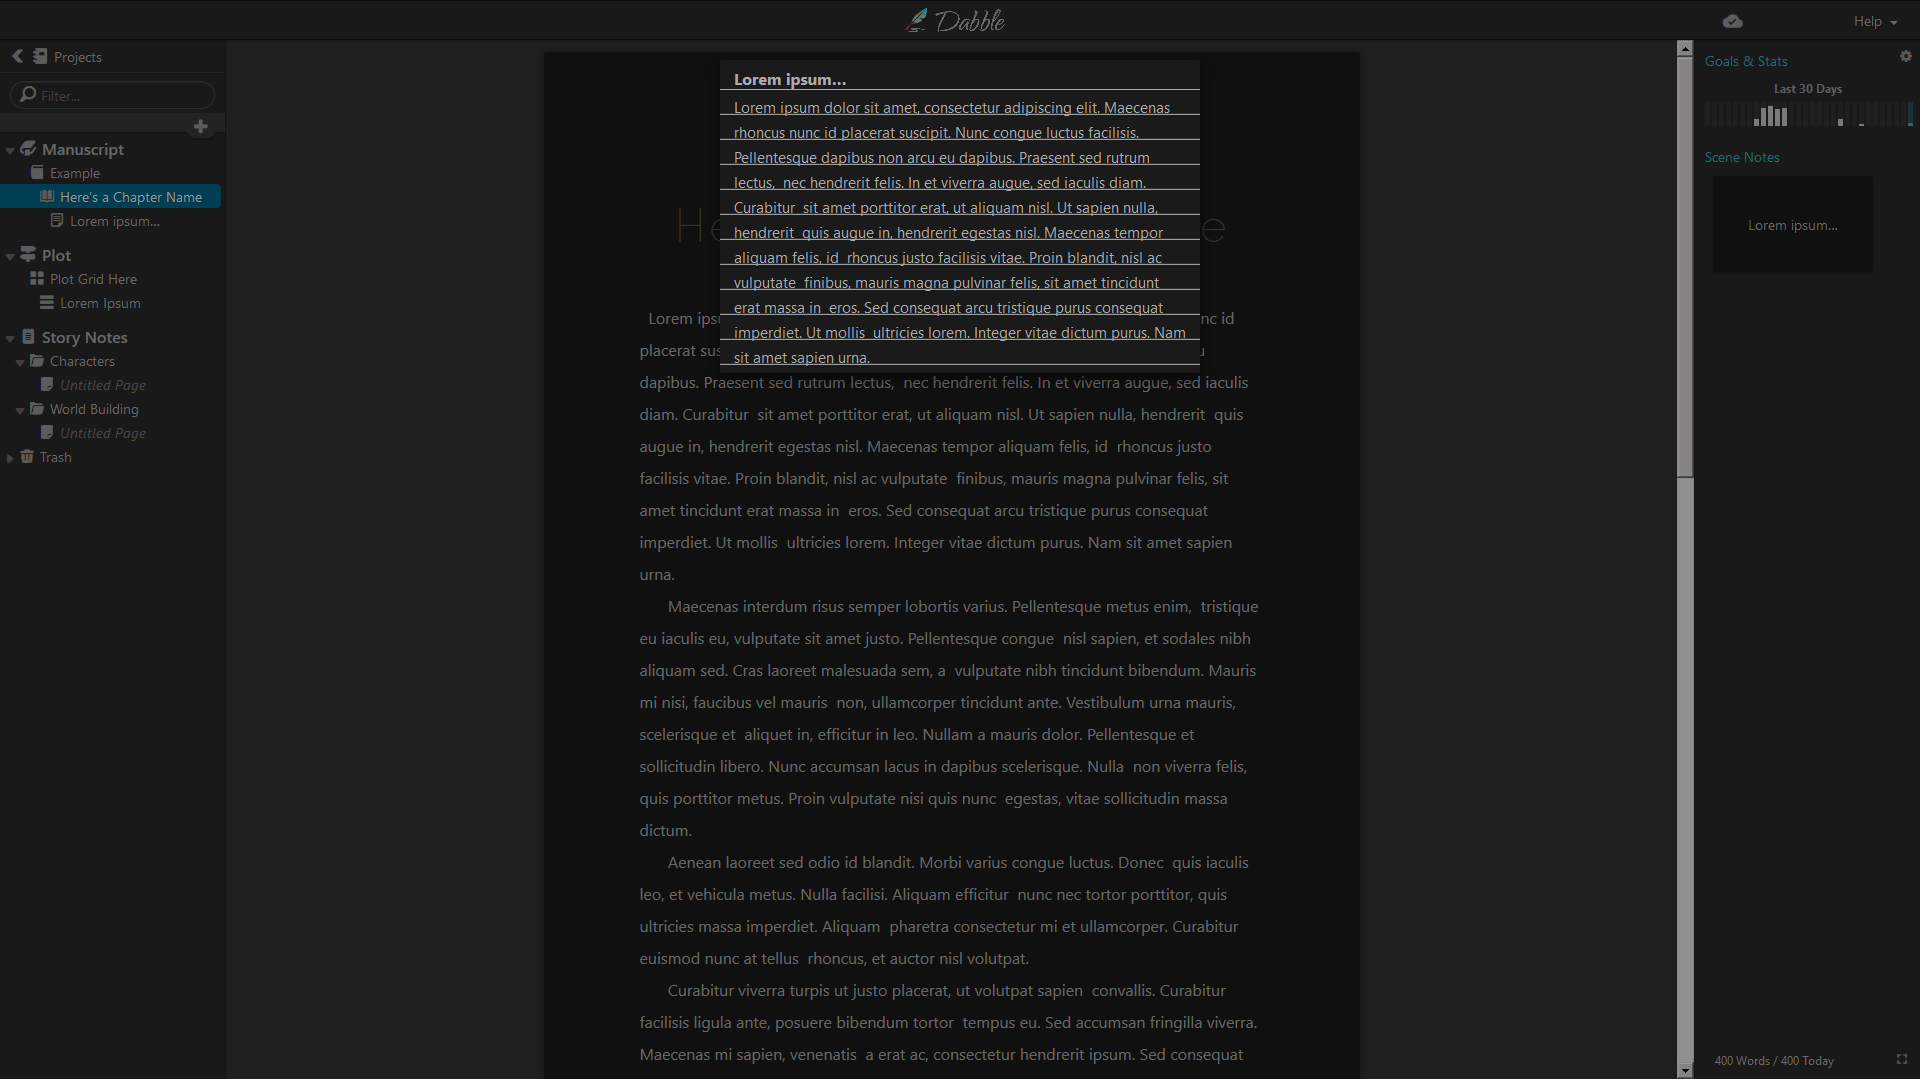 Dabble
Help
Projects
Filter...
Manuscript
Example
Here's a Chapter Name
Lorem ipsum...
Plot
Plot Grid Here
Lorem Ipsum
Story Notes
Characters
Untitled Page
World Building
Untitled Page
Trash
Lorem ipsum...
Lorem ipsum dolor sit amet, consectetur adipiscing elit. Maecenas
rhoncus nunc id placerat suscipit. Nunc congue luctus facilisis.
Pellentesque dapibus non arcu eu dapibus. Praesent sed rutrum
lectus,  nec hendrerit felis. In et viverra augue, sed iaculis diam.
Curabitur  sit amet porttitor erat, ut aliquam nisl. Ut sapien nulla,
hendrerit  quis augue in, hendrerit egestas nisl. Maecenas tempor
aliquam felis, id  rhoncus justo facilisis vitae. Proin blandit, nisl ac
vulputate  finibus, mauris magna pulvinar felis, sit amet tincidunt
erat massa in  eros. Sed consequat arcu tristique purus consequat
imperdiet. Ut mollis  ultricies lorem. Integer vitae dictum purus. Nam
sit amet sapien urna.
Lorem id
placerat
dapibus. Praesent sed rutrum lectus,  nec hendrerit felis. In et viverra augue, sed iaculis
diam. Curabitur  sit amet porttitor erat, ut aliquam nisl. Ut sapien nulla, hendrerit  quis
augue in, hendrerit egestas nisl. Maecenas tempor aliquam felis, id  rhoncus justo
facilisis vitae. Proin blandit, nisl ac vulputate  finibus, mauris magna pulvinar felis, sit
amet tincidunt erat massa in  eros. Sed consequat arcu tristique purus consequat
imperdiet. Ut mollis  ultricies lorem. Integer vitae dictum purus. Nam sit amet sapien
urna.
Maecenas interdum risus semper lobortis varius. Pellentesque metus enim,  tristique
eu iaculis eu, vulputate sit amet justo. Pellentesque congue  nisl sapien, et sodales nibh
aliquam sed. Cras laoreet malesuada sem, a  vulputate nibh tincidunt bibendum. Mauris
mi nisi, faucibus vel mauris  non, ullamcorper tincidunt ante. Vestibulum urna mauris,
scelerisque et  aliquet in, efficitur in leo. Nullam a mauris dolor. Pellentesque et
sollicitudin libero. Nunc accumsan lacus in dapibus scelerisque. Nulla  non viverra felis,
quis porttitor metus. Proin vulputate nisi quis nunc  egestas, vitae sollicitudin massa
dictum.
Aenean laoreet sed odio id blandit. Morbi varius congue luctus. Donec  quis iaculis
leo, et vehicula metus. Nulla facilisi. Aliquam efficitur  nunc nec tortor porttitor, quis
ultricies massa imperdiet. Aliquam  pharetra consectetur mi et ullamcorper. Curabitur
euismod nunc at tellus  rhoncus, et auctor nisl volutpat.
Curabitur viverra turpis ut justo placerat, ut volutpat sapien  convallis. Curabitur
facilisis ligula ante, posuere bibendum tortor  tempus eu. Sed accumsan fringilla viverra.
Maecenas mi sapien, venenatis  a erat ac, consectetur hendrerit ipsum. Sed consequat
Goals & Stats
Last 30 Days
Scene Notes
Lorem ipsum...
400 Words / 400 Today